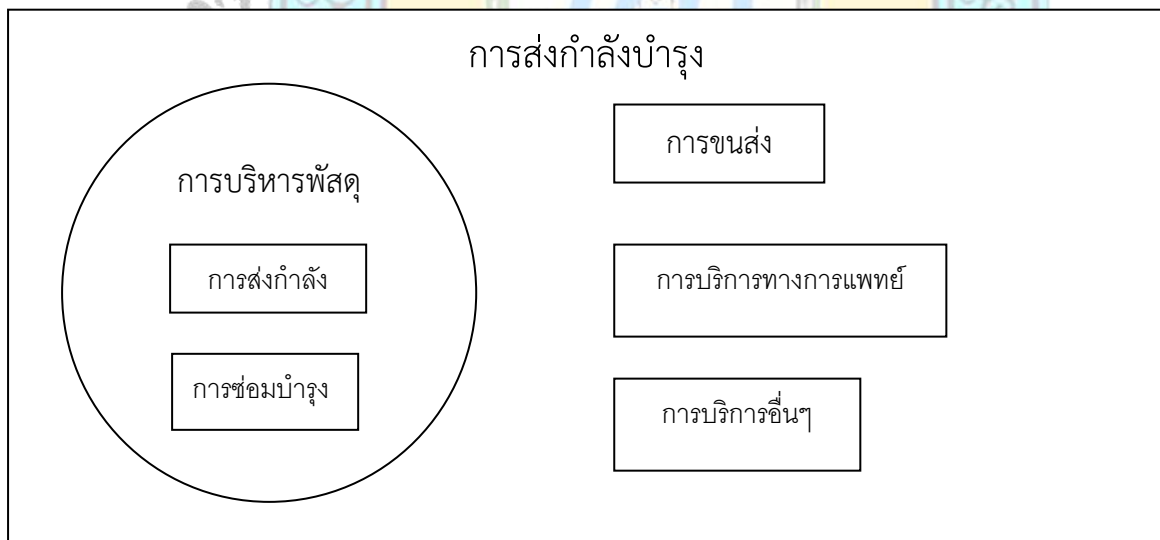 การส่งกำลังบำรุง
การขนส่ง
การบริหารพัสดุ
การส่งกำลัง
การบริการทางการแพทย์
การซ่อมบำรุง
การบริการอื่นๆ